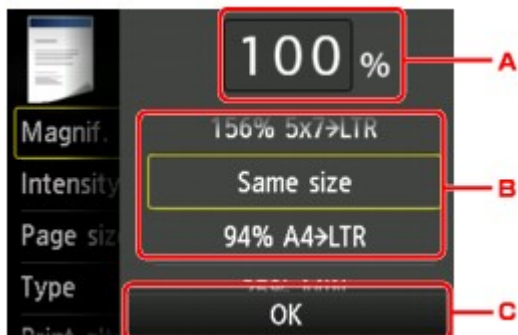 100 %
A
Magnif.
156% 5x7→LTR
Intensity
Same size
B
Page siz
94% A4→LTR
Type
OK
C